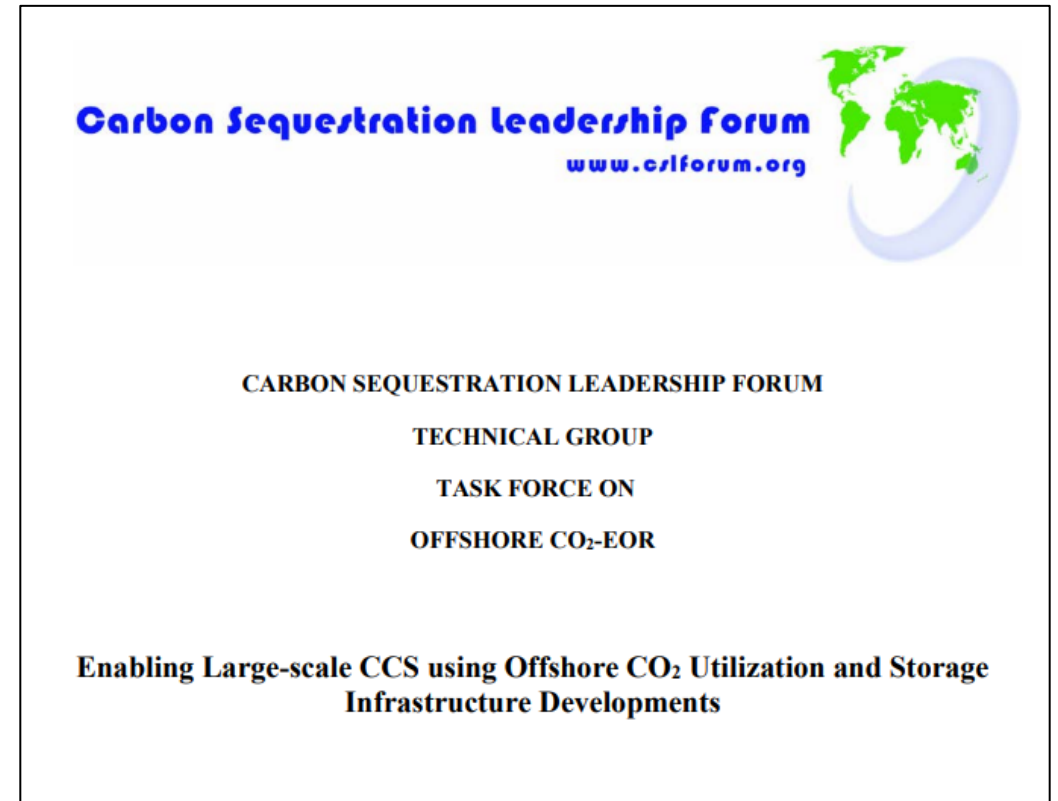 Carbon Sequestration Leadership Forum
www.cslforum.org
CARBON SEQUESTRATION LEADERSHIP FORUM
TECHNICAL GROUP
TASK FORCE ON
OFFSHORE CO₂-EOR
Enabling Large-scale CCS using Offshore CO₂ Utilization and Storage
Infrastructure Developments